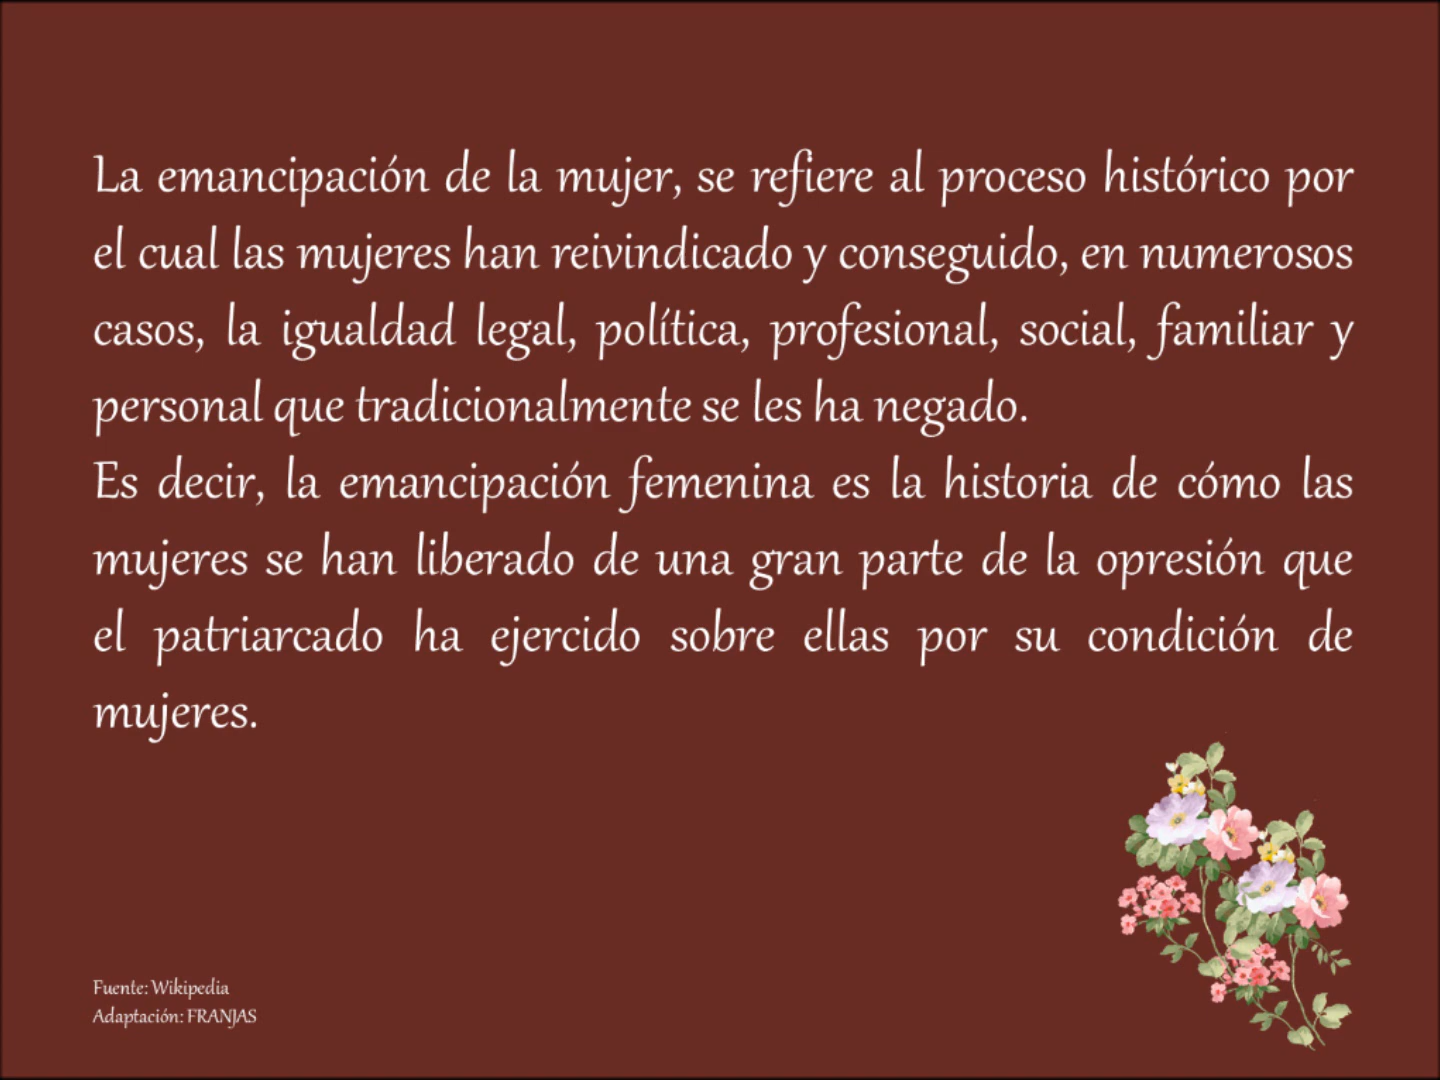 La emancipación de la mujer, se refiere al proceso histórico por
el cual las mujeres han reivindicado y conseguido, en numerosos
casos, la igualdad legal, política, profesional, social, familiar y
personal que tradicionalmente se les ha negado.
Es decir, la emancipación femenina es la historia de cómo las
mujeres se han liberado de una gran parte de la opresión que
el patriarcado ha ejercido sobre ellas por su condición de
mujeres.
Fuente: Wikipedia
Adaptación: FRANJAS